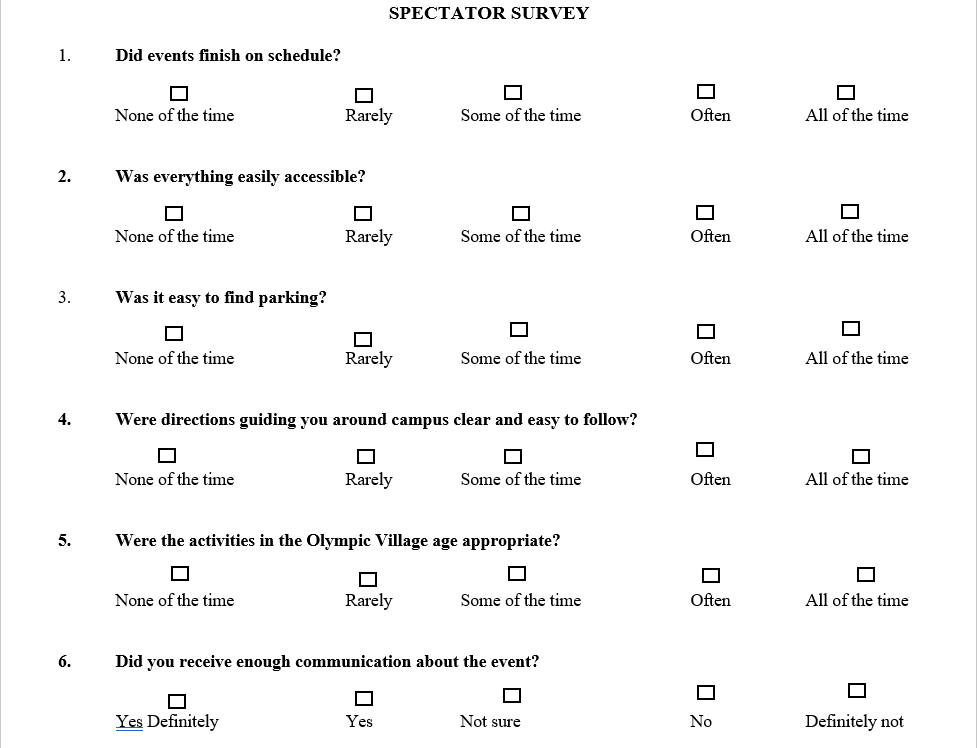 SPECTATOR SURVEY
1. Did events finish on schedule?
None of the time Rarely Some of the time Often All of the time
2. Was everything easily accessible?
None of the time Rarely Some of the time Often All of the time
3. Was it easy to find parking?
None of the time Rarely Some of the time Often All of the time
4. Were directions guiding you around campus clear and easy to follow?
None of the time Rarely Some of the time Often All of the time
5. Were the activities in the Olympic Village age appropriate?
None of the time Rarely Some of the time Often All of the time
6. Did you receive enough communication about the event?
Yes Definitely Yes Not sure No Definitely not